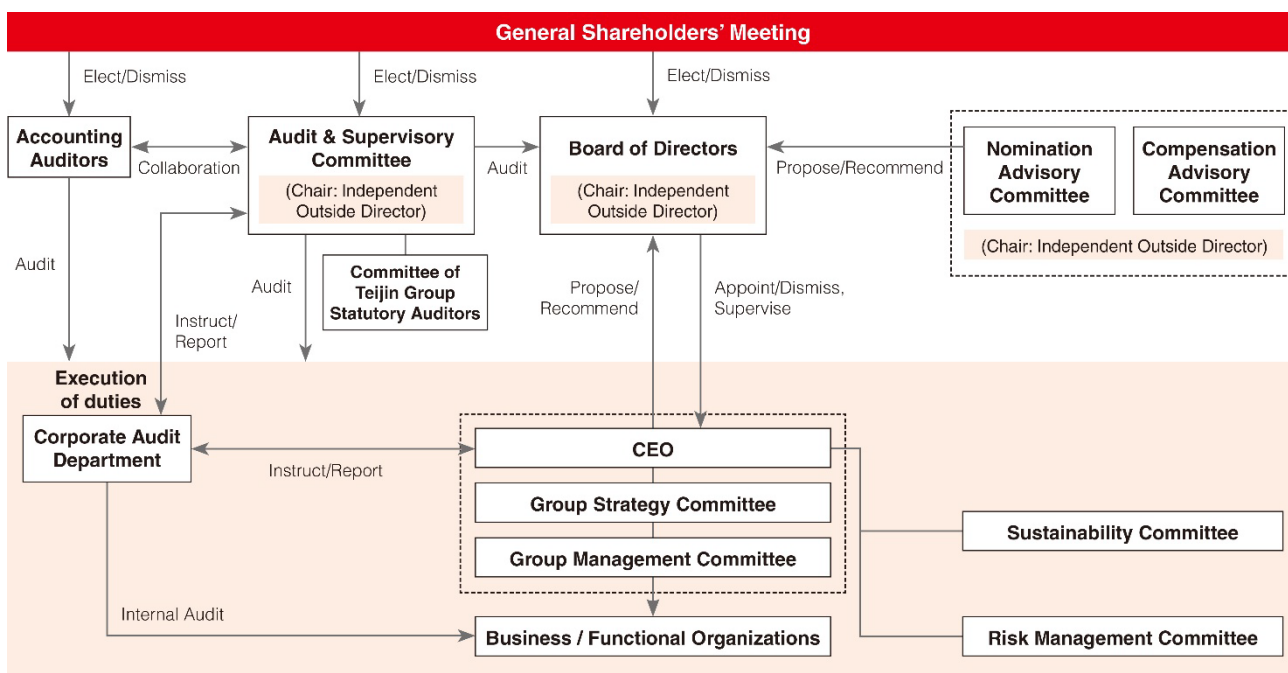 General Shareholders' Meeting
Elect/Dismiss
Elect/Dismiss
Elect/Dismiss
Accounting
Auditors
Collaboration
Audit & Supervisory
Committee
(Chair: Independent
Outside Director)
Audit
Board of Directors
(Chair: Independent
Outside Director)
Propose/Recommend
Nomination
Advisory
Committee
Compensation
Advisory
Committee
(Chair: Independent Outside Director)
Audit
Instruct/
Report
Audit
Committee of
Teijin Group
Statutory Auditors
Propose/
Recommend
Appoint/Dismiss,
Supervise
Execution
of duties
Corporate Audit
Department
Instruct/Report
CEO
Group Strategy Committee
Group Management Committee
Sustainability Committee
Internal Audit
Business / Functional Organizations
Risk Management Committee